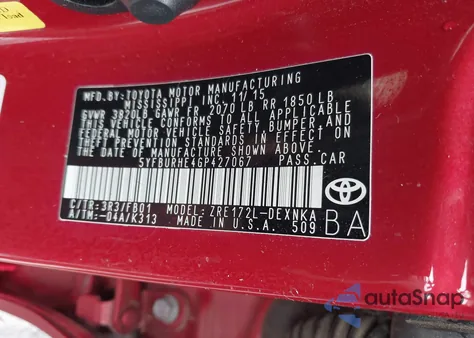 MFD.BY:TOYOTA MOTOR MANUFACTURING
MISSISSIPPI INC. 11/15
GVWR 3820LB GAWR FR 2070 LB RR 1850 LB
THIS VEHICLE CONFORMS TO ALL APPLICABLE
FEDERAL MOTOR VEHICLE SAFETY, BUMPER, AND
THEFT PREVENTION STANDARDS IN EFFECT ON
THE DATE OF MANUFACTURE SHOWN ABOVE.
5YFBURHE4GP427067 PASS.CAR
C/TR:3R3/FB01 MODEL:ZRE172L-DEXNKA
A/TM:-04A/K313 MADE IN U.S.A. 509
TOYOTA
BA
autoSnap